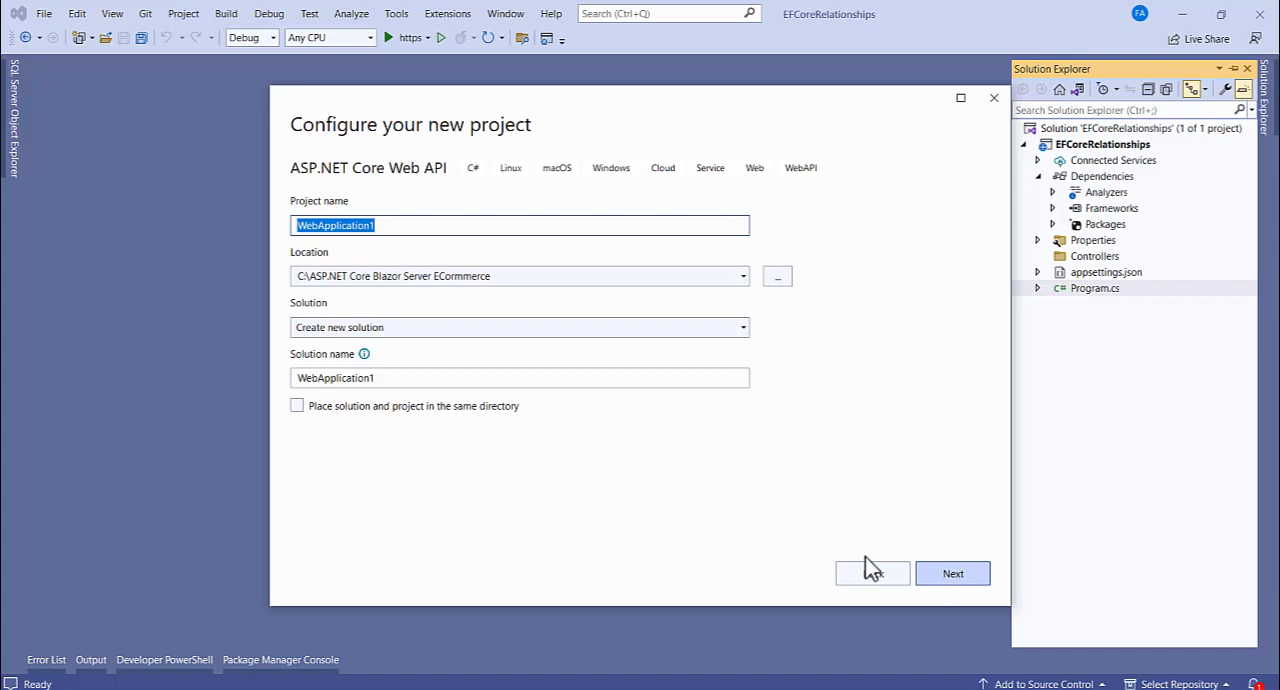 File Edit View Git Project Build Debug Test Analyze Tools Extensions Window Help Search (Ctrl+Q) EFCoreRelationships FA
Debug Any CPU https Live Share
SQL Server Object Explorer
Configure your new project
ASP.NET Core Web API C# Linux macOS Windows Cloud Service Web WebAPI
Project name
WebApplication1
Location
C:\ASP.NET Core Blazor Server ECormmerce
...
Solution
Create new solution
Solution name
WebApplication1
Place solution and project in the same directory
Next
Solution Explorer
Search Solution Explorer (Ctrl+;)
Solution 'EFCoreRelationships' (1 of 1 project)
EFCoreRelationships
Connected Services
Dependencies
Analyzers
Frameworks
Packages
Properties
Controllers
appsettings.json
C# Program.cs
Solution Explorer
Error List Output Developer PowerShell Package Manager Console
Ready Add to Source Control Select Repository 1